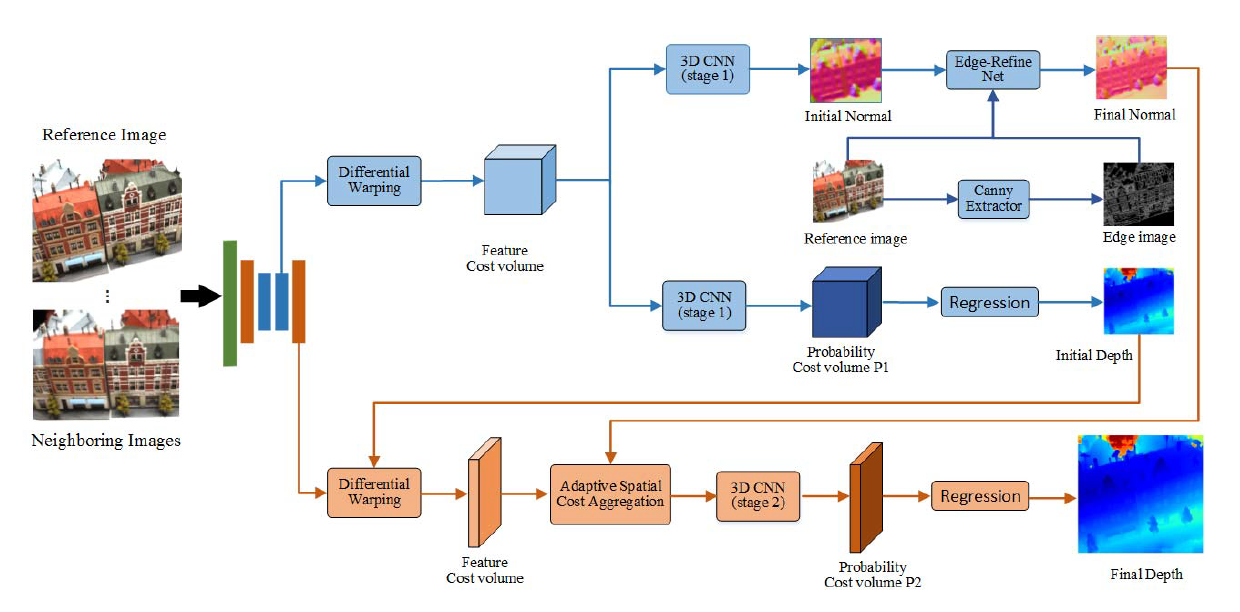 Reference Image
Neighboring Images
Differential
Warping
Feature
Cost volume
3D CNN
(stage 1)
Initial Normal
Edge-Refine
Net
Final Normal
Reference image
Canny
Extractor
Edge image
3D CNN
(stage 1)
Probability
Cost volume P1
Regression
Initial Depth
Differential
Warping
Feature
Cost volume
Adaptive Spatial
Cost Aggregation
3D CNN
(stage 2)
Probability
Cost volume P2
Regression
Final Depth